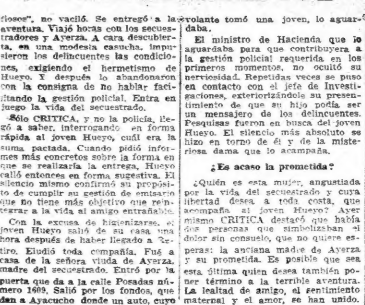 riosos", no vaciló. Se entregó a la
aventura. Viajó horas con los secues-
tradores y Ayerza. A cara descubier-
ta, en una modesta casucha, impu-
sieron los delincuentes las condicio-
nes, exigiendo el hermetismo de
Hueyo. Y después lo abandonaron
con la consigna de no hablar faci-
litando la gestión policial. Entra en
juego la vida del secuestrado.
Sólo CRITICA, y no la policía, lle-
gó a saber, interrogando en forma
rápida al joven Hueyo, cuál era la
suma pactada. Cuando pidió infor-
mes más concretos sobre la forma en
que se realizaría la entrega, Hueyo
calló entonces en forma sugestiva. El
silencio mismo confirmó su propósi-
to de cumplir su gestión de emisario
que no tiene más objetivo que rein-
tegrar a la vida al amigo entrañable.
Con la excusa de higienizarse, el
joven Hueyo salió de su casa una
hora después de haber llegado a Re-
tiro. Eludió toda compañía. Fué a
casa de la señora viuda de Ayerza,
madre del secuestrado. Entró por la
puerta que da a la calle Posadas nú-
mero 1609. Salió por los fondos, que
dan a Ayacucho donde un auto, cuyo
volante tomó una joven, lo aguar-
daba.
El ministro de Hacienda que lo
aguardaba para que contribuyera a
la gestión policial requerida en los
primeros momentos, no ocultó su
nerviosidad. Repetidas veces se puso
en contacto con el jefe de Investi-
gaciones, exteriorizándole su presen-
timiento de que su hijo podía ser
un mensajero de los delincuentes.
Pesquisas fueron en busca del joven
Hueyo. El silencio más absoluto se
hizo en torno de él y de la miste-
riosa dama que lo acompaña.
¿Es acaso la prometida?
¿Quién es esta mujer, angustiada
por la vida del secuestrado y cuya
libertad desea a toda costa, que
acompaña al joven Hueyo? Ayer
mismo CRITICA destacó que había
dos personas que simbolizaban el
dolor sin consuelo, que no quiere es-
peras: la anciana madre de Ayerza
y su prometida. Es posible que sea
esta última quien desea también po-
ner término a la terrible aventura.
La lealtad de amigo, el sentimiento
maternal y el amor, se han unido.